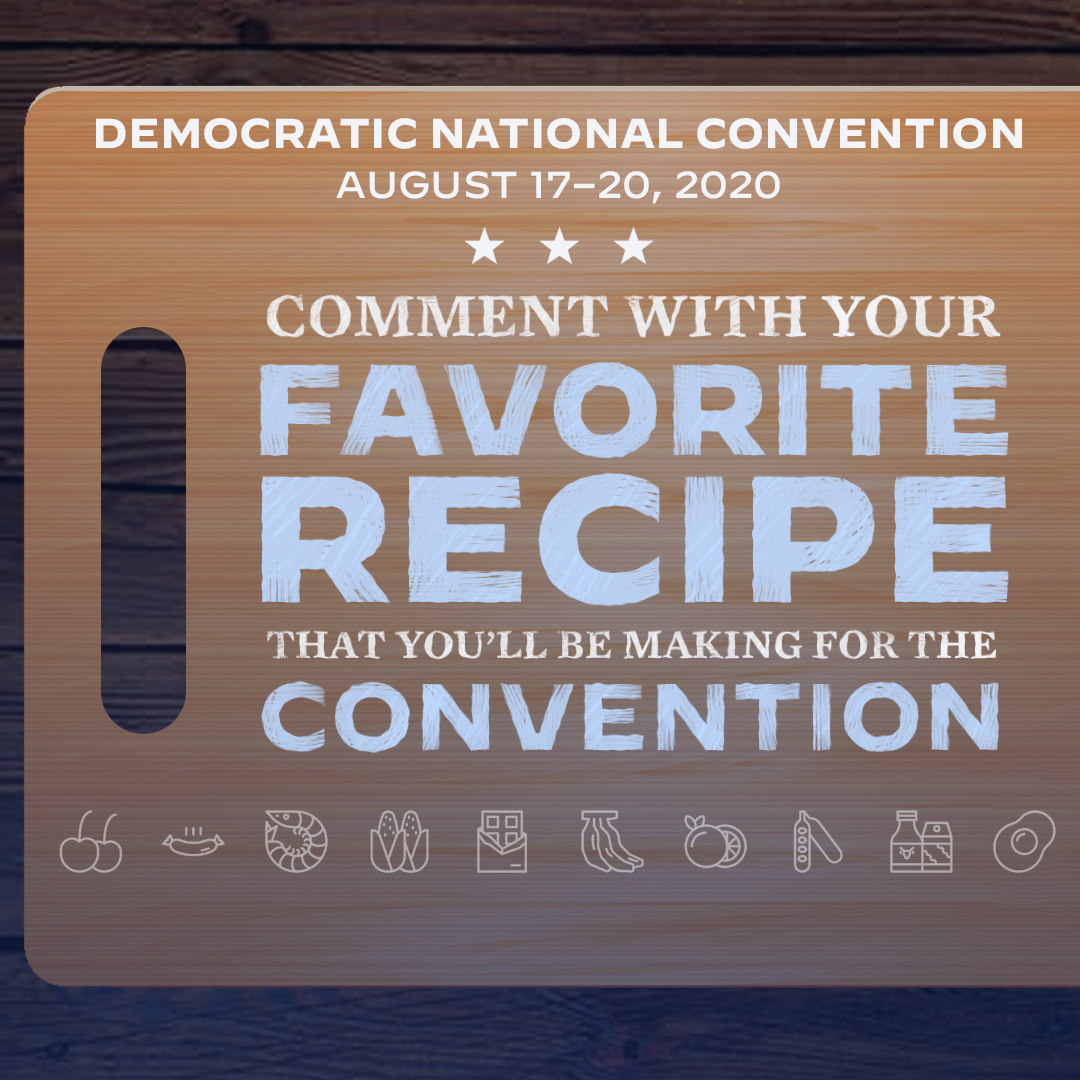 DEMOCRATIC NATIONAL CONVENTION
AUGUST 17–20, 2020
COMMENT WITH YOUR
FAVORITE
RECIPE
THAT YOU'LL BE MAKING FOR THE
CONVENTION